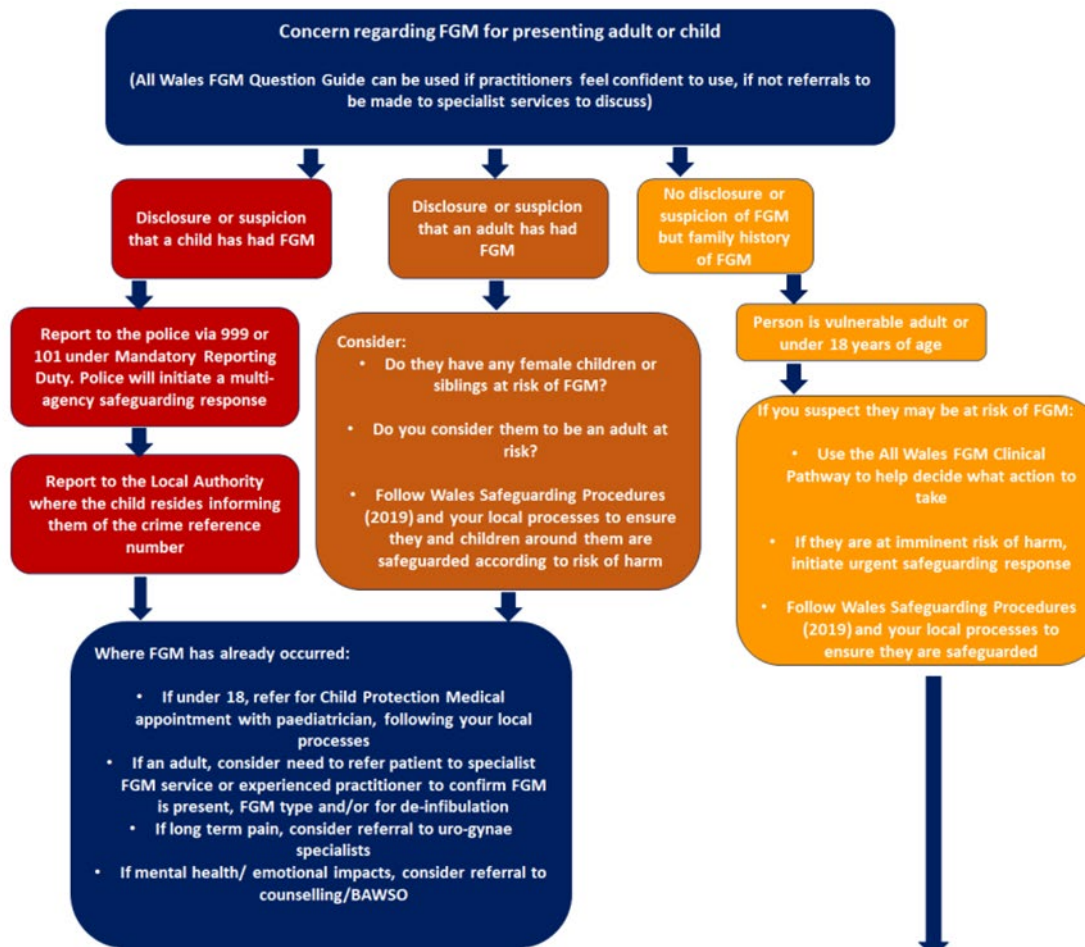 Concern regarding FGM for presenting adult or child
(All Wales FGM Question Guide can be used if practitioners feel confident to use, if not referrals to
be made to specialist services to discuss)
Disclosure or suspicion
that a child has had FGM
Report to the police via 999 or
101 under Mandatory Reporting
Duty. Police will initiate a multi-
agency safeguarding response
Report to the Local Authority
where the child resides informing
them of the crime reference
number
Disclosure or suspicion
that an adult has had
FGM
Consider:
• Do they have any female children or
siblings at risk of FGM?
• Do you consider them to be an adult at
risk?
• Follow Wales Safeguarding Procedures
(2019) and your local processes to ensure
they and children around them are
safeguarded according to risk of harm
No disclosure or
suspicion of FGM
but family history
of FGM
Person is vulnerable adult or
under 18 years of age
If you suspect they may be at risk of FGM:
• Use the All Wales FGM Clinical
Pathway to help decide what action to
take
• If they are at imminent risk of harm,
initiate urgent safeguarding response
• Follow Wales Safeguarding Procedures
(2019) and your local processes to
ensure they are safeguarded
Where FGM has already occurred:
• If under 18, refer for Child Protection Medical
appointment with paediatrician, following your local
processes
• If an adult, consider need to refer patient to specialist
FGM service or experienced practitioner to confirm FGM
is present, FGM type and/or for de-infibulation
• If long term pain, consider referral to uro-gynae
specialists
• If mental health/ emotional impacts, consider referral to
counselling/BAWSO